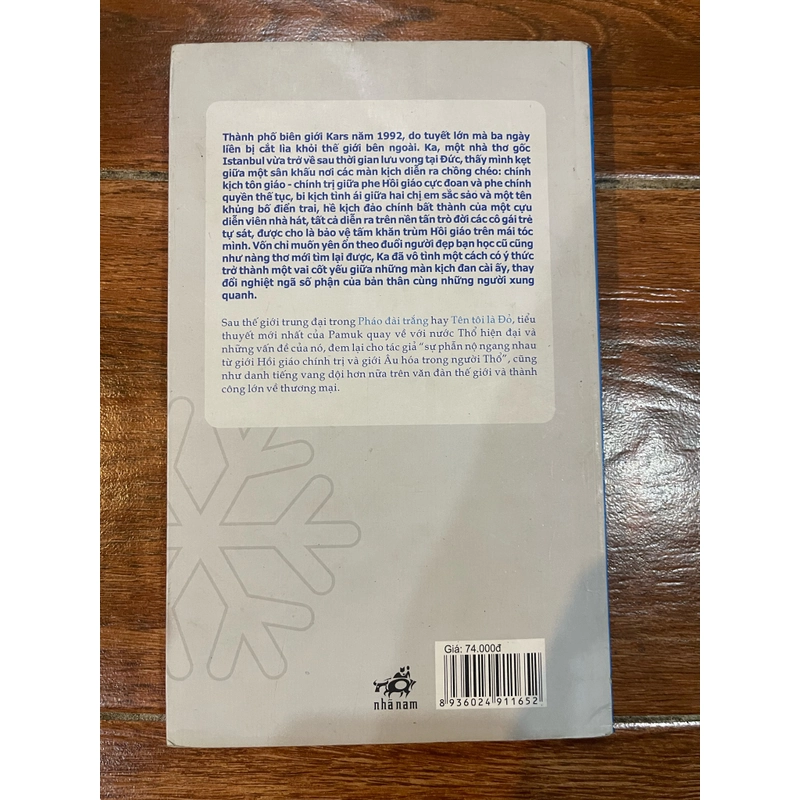 Thành phố biên giới Kars năm 1992, do tuyết lớn mà ba ngày
liền bị cắt lìa khỏi thế giới bên ngoài. Ka, một nhà thơ gốc
Istanbul vừa trở về sau thời gian lưu vong tại Đức, thấy mình kẹt
giữa một sân khấu nơi các màn kịch diễn ra chồng chéo: chính
kịch tôn giáo - chính trị giữa phe Hồi giáo cực đoan và phe chính
quyền thế tục, bi kịch tình ái giữa hai chị em sắc sảo và một tên
khủng bố điển trai, hề kịch đảo chính bất thành của một cựu
diễn viên nhà hát, tất cả diễn ra trên nền tấn trò đời các cô gái trẻ
tự sát, được cho là bảo vệ tấm khăn trùm Hồi giáo trên mái tóc
mình. Vốn chỉ muốn yên ổn theo đuổi người đẹp bạn học cũ cũng
như nàng thơ mới tìm lại được, Ka đã vô tình một cách có ý thức
trở thành một vai cốt yếu giữa những màn kịch đan cài ấy, thay
đổi nghiệt ngã số phận của bản thân cùng những người xung
quanh.
Sau thế giới trung đại trong Pháo đài trắng hay Tên tôi là Đỏ, tiểu
thuyết mới nhất của Pamuk quay về với nước Thổ hiện đại và
những vấn đề của nó, đem lại cho tác giả "sự phẫn nộ ngang nhau
từ giới Hồi giáo chính trị và giới Âu hóa trong người Thổ", cũng
như danh tiếng vang dội hơn nữa trên văn đàn thế giới và thành
công lớn về thương mại.
Giá: 74.000đ
nhã nam
8 936024 911652